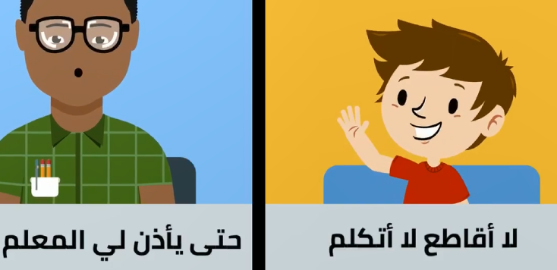 لا أقاطع لا أتكلم
حتى يأذن لي المعلم